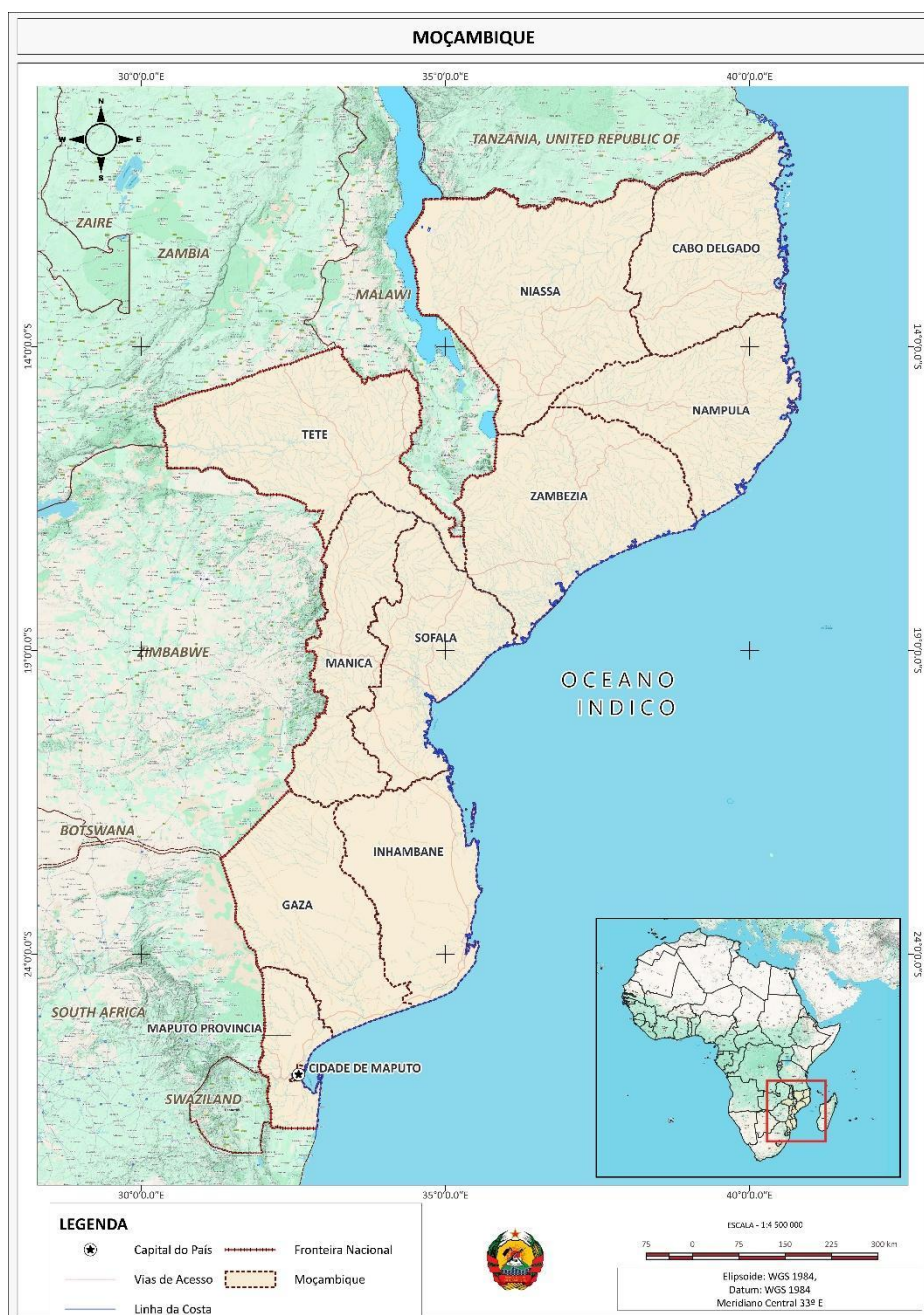 MOÇAMBIQUE
30°0'0.0"E
35°0'0.0"E
40°0'0.0"E
N
W
E
S
TANZANIA, UNITED REPUBLIC OF
ZAIRE
ZAMBIA
CABO DELGADO
NIASSA
MALAWI
14°0'0.0"S
14°0'0.0"S
NAMPULA
TETE
ZAMBEZIA
SOFALA
19°0'0.0"S
ZIMBABWE
MANICA
19°0'0.0"S
OCEANO
INDICO
BOTSWANA
INHAMBANE
GAZA
24°0'0.0"S
24°0'0.0"S
SOUTH AFRICA
MAPUTO PROVINCIA
CIDADE DE MAPUTO
SWAZILAND
30°0'0.0"E
35°0'0.0"E
40°0'0.0"E
LEGENDA
Capital do País
Fronteira Nacional
Vias de Acesso
Moçambique
Linha da Costa
ESCALA - 1:4 500 000
75 0 75 150 225 300 km
Elipsoide: WGS 1984,
Datum: WGS 1984
Meridiano Central 33º E